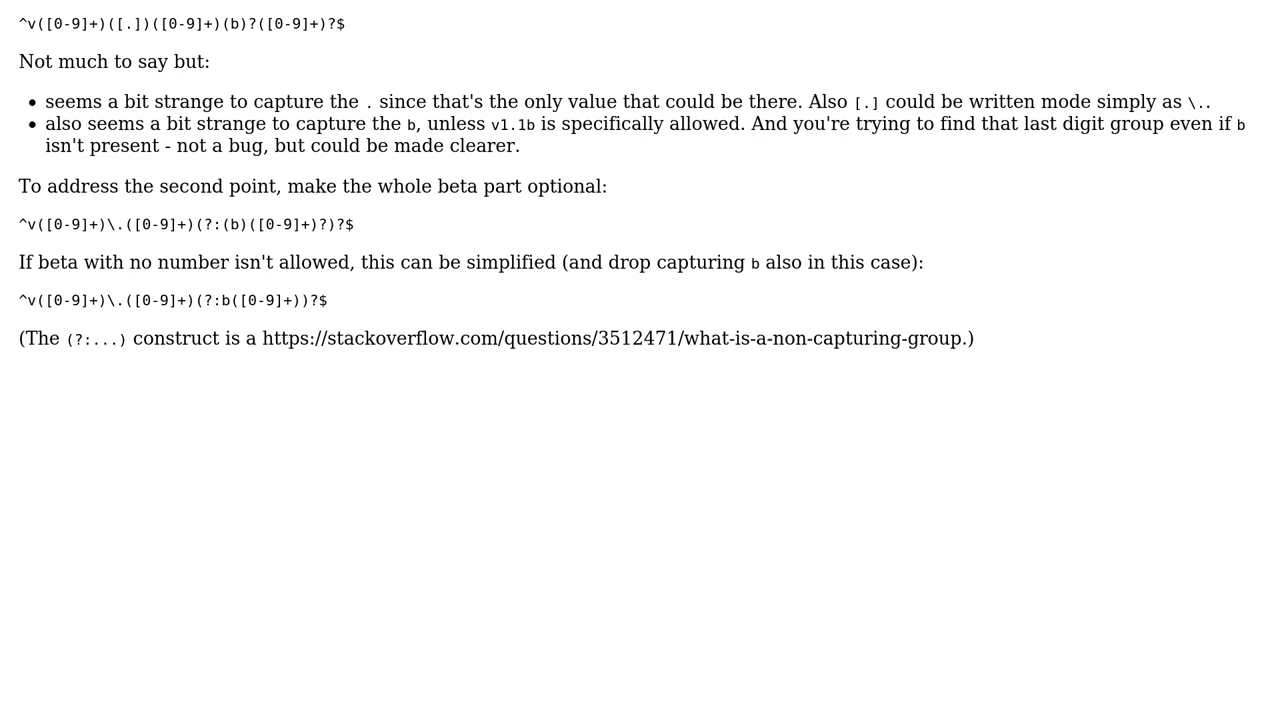 ^v([0-9]+)([.])([0-9]+)(b)?([0-9]+)?$
Not much to say but:
• seems a bit strange to capture the . since that's the only value that could be there. Also [.] could be written mode simply as \..
• also seems a bit strange to capture the b, unless v1.1b is specifically allowed. And you're trying to find that last digit group even if b
isn't present - not a bug, but could be made clearer.
To address the second point, make the whole beta part optional:
^v([0-9]+)\.([0-9]+)(?:(b)([0-9]+)?)?$
If beta with no number isn't allowed, this can be simplified (and drop capturing b also in this case):
^v([0-9]+)\.([0-9]+)(?:b([0-9]+))?$
(The (?:...) construct is a https://stackoverflow.com/questions/3512471/what-is-a-non-capturing-group.)